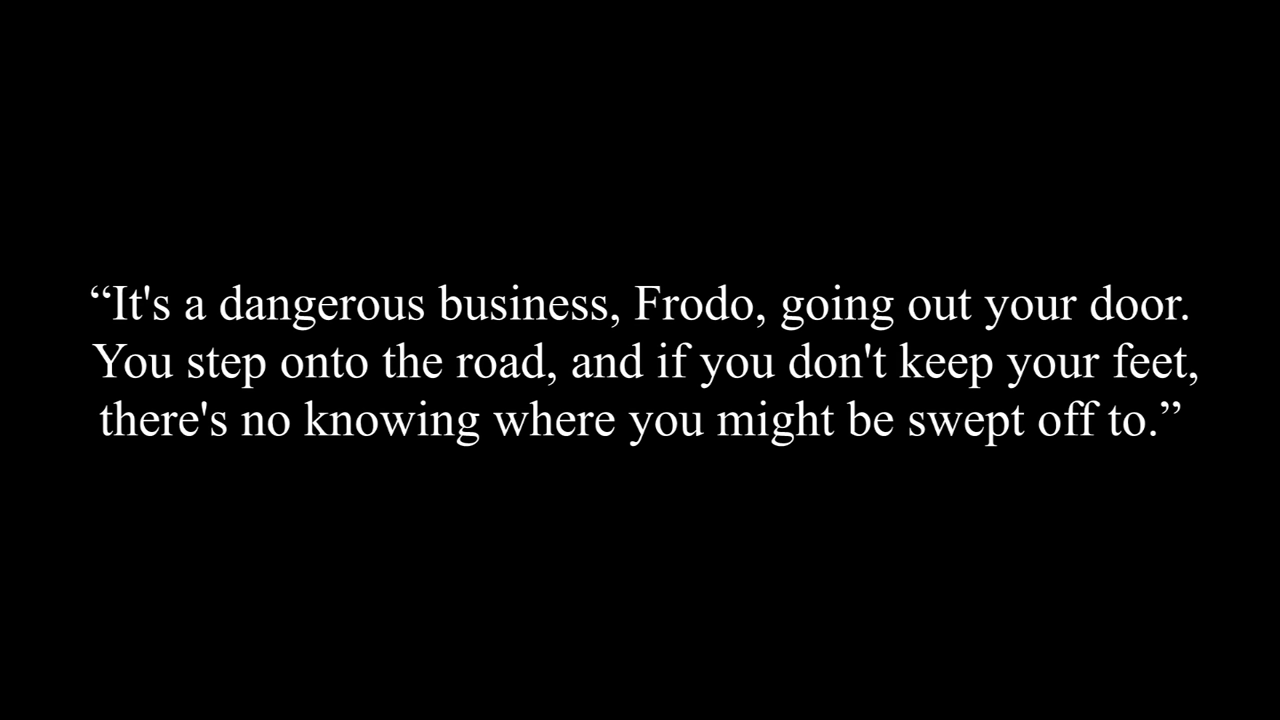 “It's a dangerous business, Frodo, going out your door.
You step onto the road, and if you don't keep your feet,
there's no knowing where you might be swept off to.”